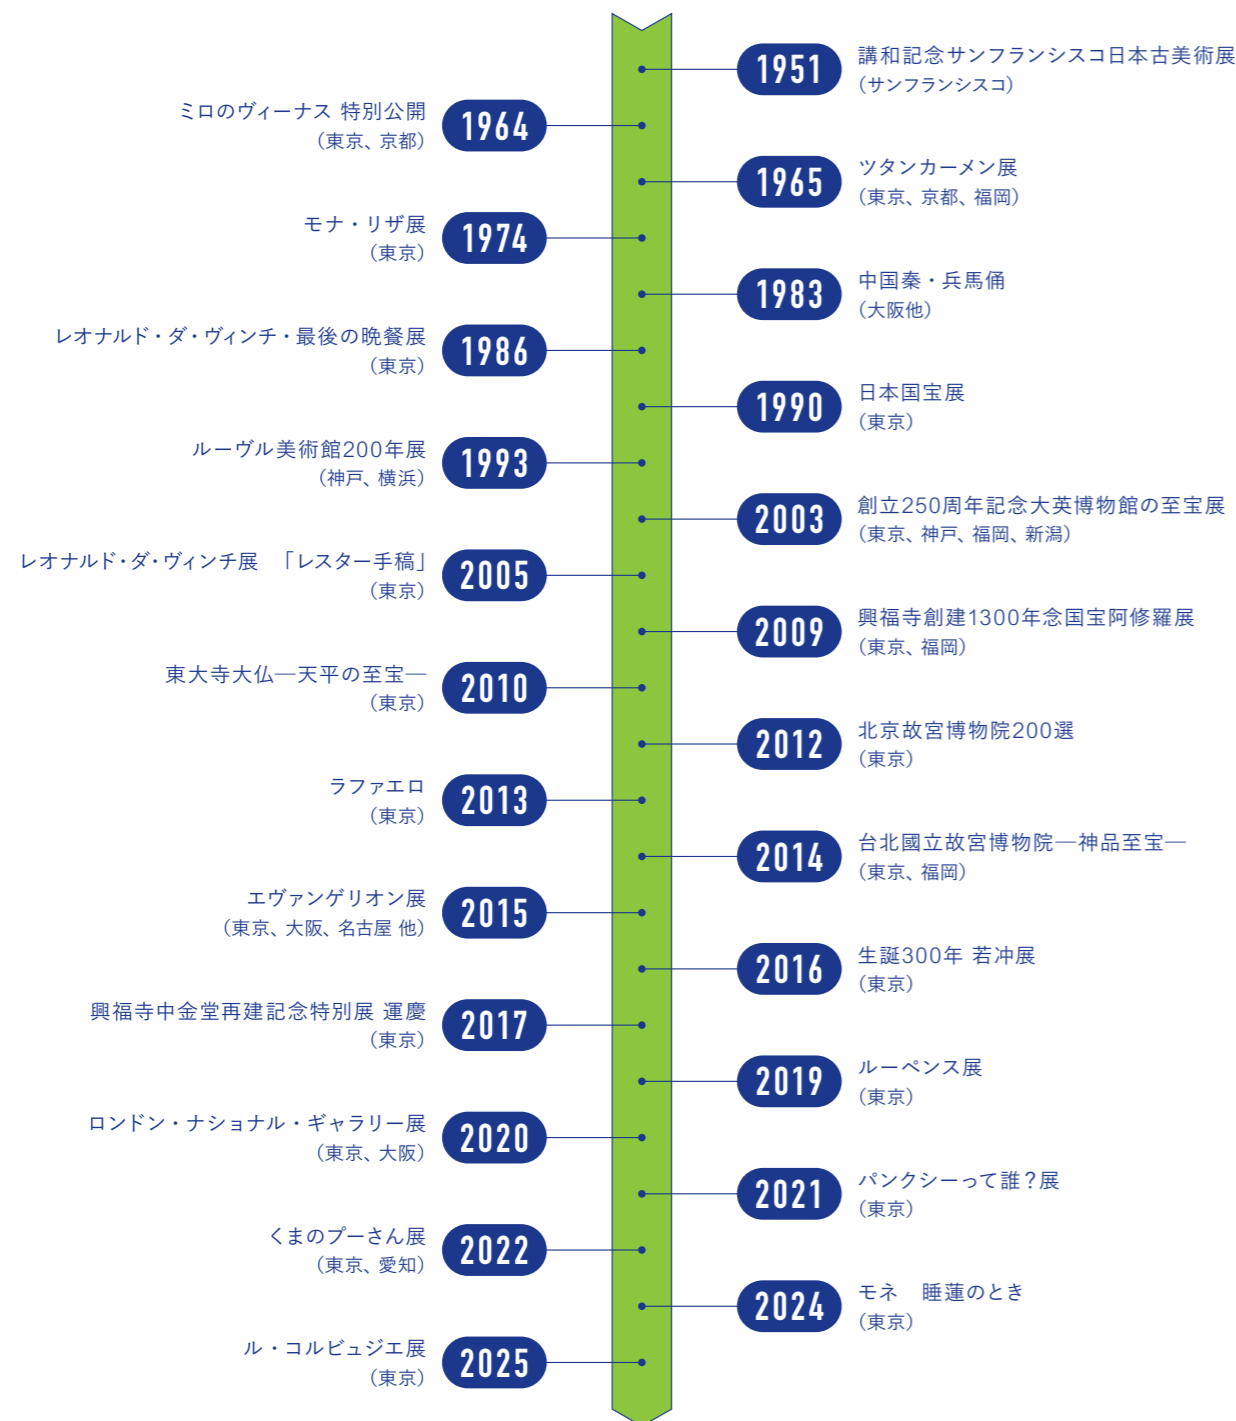 1951
講和記念サンフランシスコ日本古美術展
（サンフランシスコ）
1964
ミロのヴィーナス 特別公開
（東京、京都）
1965
ツタンカーメン展
（東京、京都、福岡）
1974
モナ・リザ展
（東京）
1983
中国秦・兵馬俑
（大阪他）
1986
レオナルド・ダ・ヴィンチ・最後の晩餐展
（東京）
1990
日本国宝展
（東京）
1993
ルーヴル美術館200年展
（神戸、横浜）
2003
創立250周年記念大英博物館の至宝展
（東京、神戸、福岡、新潟）
2005
レオナルド・ダ・ヴィンチ展　「レスター手稿」
（東京）
2009
興福寺創建1300年念国宝阿修羅展
（東京、福岡）
2010
東大寺大仏―天平の至宝―
（東京）
2012
北京故宮博物院200選
（東京）
2013
ラファエロ
（東京）
2014
台北國立故宮博物院―神品至宝―
（東京、福岡）
2015
エヴァンゲリオン展
（東京、大阪、名古屋 他）
2016
生誕300年 若冲展
（東京）
2017
興福寺中金堂再建記念特別展 運慶
（東京）
2019
ルーベンス展
（東京）
2020
ロンドン・ナショナル・ギャラリー展
（東京、大阪）
2021
バンクシーって誰？展
（東京）
2022
くまのプーさん展
（東京、愛知）
2024
モネ　睡蓮のとき
（東京）
2025
ル・コルビュジエ展
（東京）